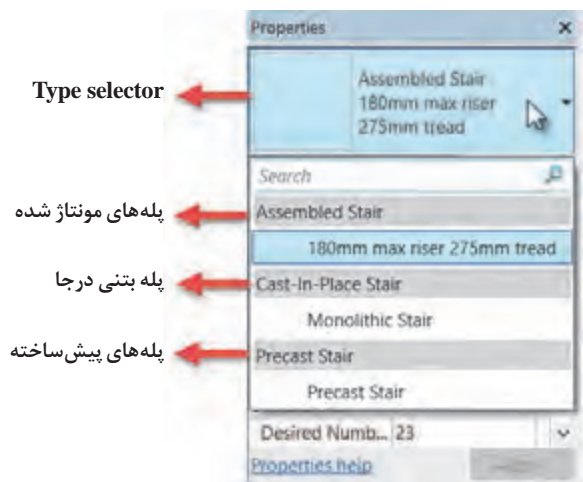 Properties
Type selector
Assembled Stair
180mm max riser
275mm tread
Search
پله‌های مونتاژ شده
Assembled Stair
180mm max riser 275mm tread
پله بتنی درجا
Cast-In-Place Stair
Monolithic Stair
پله‌های پیش‌ساخته
Precast Stair
Precast Stair
Desired Numb... 23
Properties help